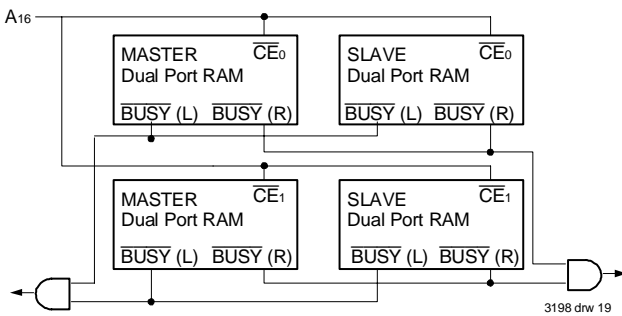 A16
MASTER CE0
Dual Port RAM
BUSY (L) BUSY (R)
SLAVE CE0
Dual Port RAM
BUSY (L) BUSY (R)
MASTER CE1
Dual Port RAM
BUSY (L) BUSY (R)
SLAVE CE1
Dual Port RAM
BUSY (L) BUSY (R)
3198 drw 19